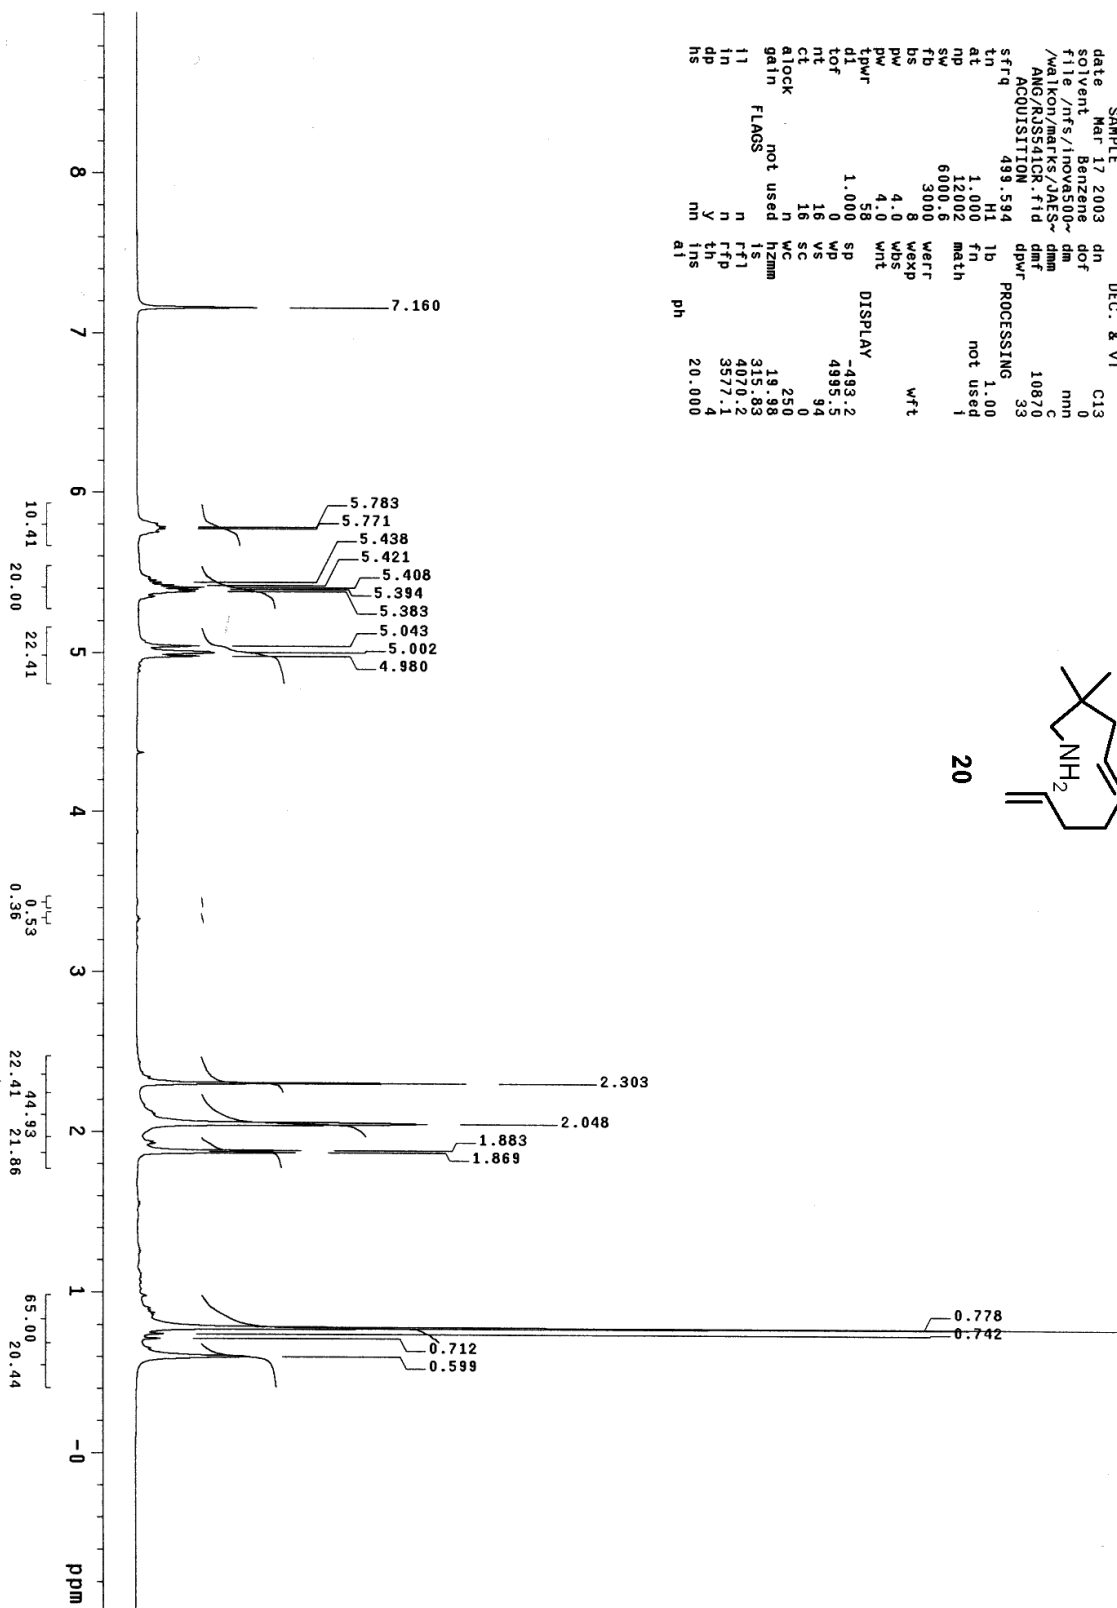 SAMPLE DEC. & VT
date Mar 17 2003 dn C13
solvent Benzene dof 0
file /nfs/inova500~ dm nnn
/walkon/marks/JAES~ dmm c
ANG/RJS541CR.fid dmf 10870
ACQUISITION dpwr 33
sfrq 499.594 PROCESSING
tn H1 lb 1.00
at 1.000 fn not used
np 12002 math i
sw 6000.6
fb 3000 werr
bs 8 wexp wft
pw 4.0 wbs
pw 4.0 wnt
tpwr 58 DISPLAY
d1 1.000 sp -493.2
tof 0 wp 4995.5
nt 16 vs 94
ct 16 sc 0
alock n wc 250
gain not used hzmm 19.98
FLAGS is 315.83
il n rfl 4070.2
in n rfp 3577.1
dp y th 4
hs nn ins 20.000
ai ph
NH2
20
7.160
5.783
5.771
5.438
5.421
5.408
5.394
5.383
5.043
5.002
4.980
2.303
2.048
1.883
1.869
0.778
0.742
0.712
0.599
8 7 6 5 4 3 2 1 -0 ppm
10.41
20.00
22.41
0.53
0.36
22.41
44.93
21.86
65.00
20.44